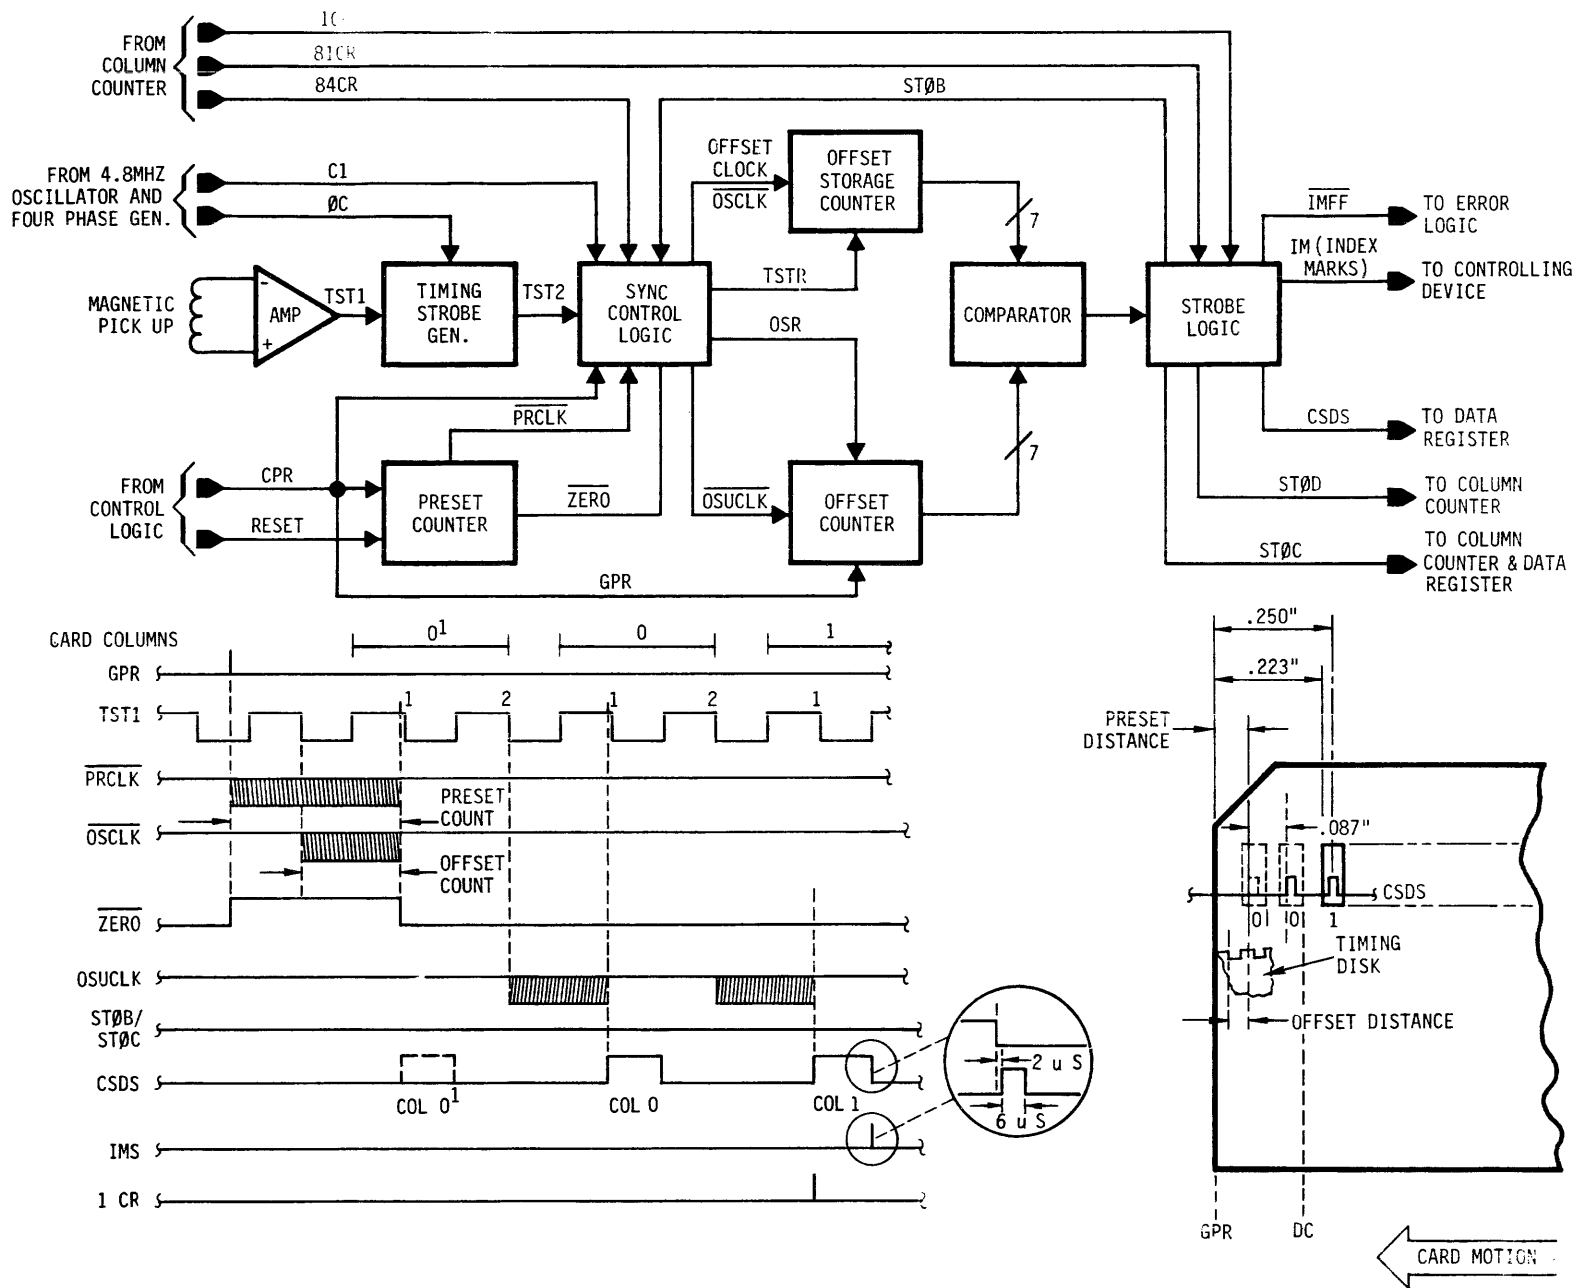 FROM
COLUMN
COUNTER
81CR
84CR
STØB
FROM 4.8MHZ
OSCILLATOR AND
FOUR PHASE GEN.
C1
ØC
OFFSET
CLOCK
OSCLK
OFFSET
STORAGE
COUNTER
7
IMFF
TO ERROR
LOGIC
IM (INDEX
MARKS)
TO CONTROLLING
DEVICE
MAGNETIC
PICK UP
-
+
AMP
TST1
TIMING
STROBE
GEN.
TST2
SYNC
CONTROL
LOGIC
TSTR
OSR
COMPARATOR
STROBE
LOGIC
PRCLK
CSDS
TO DATA
REGISTER
FROM
CONTROL
LOGIC
CPR
RESET
PRESET
COUNTER
ZERO
OSUCLK
OFFSET
COUNTER
7
STØD
TO COLUMN
COUNTER
STØC
TO COLUMN
COUNTER & DATA
REGISTER
GPR
CARD COLUMNS
0¹
0
1
GPR
TST1
1
2
1
2
1
PRCLK
PRESET
COUNT
OSCLK
OFFSET
COUNT
ZERO
OSUCLK
STØB/
STØC
CSDS
COL 0¹
COL 0
COL 1
2 u S
6 u S
IMS
1 CR
.250"
.223"
PRESET
DISTANCE
.087"
CSDS
0
0
1
TIMING
DISK
OFFSET DISTANCE
GPR
DC
CARD MOTION